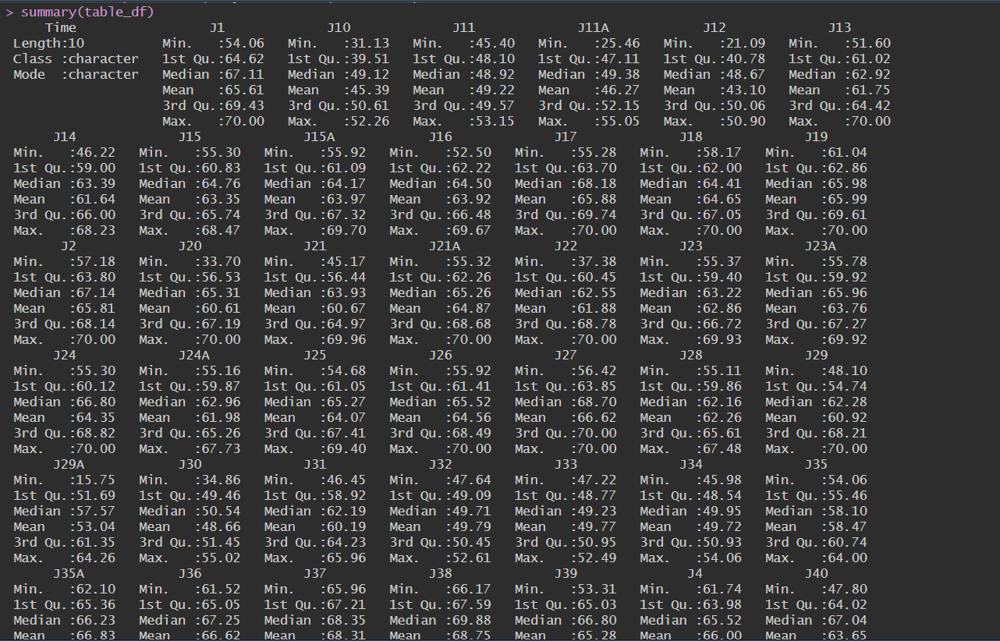 > summary(table_df)
Time J1 J10 J11 J11A J12 J13
Length:10 Min. :54.06 Min. :31.13 Min. :45.40 Min. :25.46 Min. :21.09 Min. :51.60
Class :character 1st Qu.:64.62 1st Qu.:39.51 1st Qu.:48.10 1st Qu.:47.11 1st Qu.:40.78 1st Qu.:61.02
Mode :character Median :67.11 Median :49.12 Median :48.92 Median :49.38 Median :48.67 Median :62.92
Mean :65.61 Mean :45.39 Mean :49.22 Mean :46.27 Mean :43.10 Mean :61.75
3rd Qu.:69.43 3rd Qu.:50.61 3rd Qu.:49.57 3rd Qu.:52.15 3rd Qu.:50.06 3rd Qu.:64.42
Max. :70.00 Max. :52.26 Max. :53.15 Max. :55.05 Max. :50.90 Max. :70.00
J14 J15 J15A J16 J17 J18 J19
Min. :46.22 Min. :55.30 Min. :55.92 Min. :52.50 Min. :55.28 Min. :58.17 Min. :61.04
1st Qu.:59.00 1st Qu.:60.83 1st Qu.:61.09 1st Qu.:62.22 1st Qu.:63.70 1st Qu.:62.00 1st Qu.:62.86
Median :63.39 Median :64.76 Median :64.17 Median :64.50 Median :68.18 Median :64.41 Median :65.98
Mean :61.64 Mean :63.35 Mean :63.97 Mean :63.92 Mean :65.88 Mean :64.65 Mean :65.99
3rd Qu.:66.00 3rd Qu.:65.74 3rd Qu.:67.32 3rd Qu.:66.48 3rd Qu.:69.74 3rd Qu.:67.05 3rd Qu.:69.61
Max. :68.23 Max. :68.47 Max. :69.70 Max. :69.67 Max. :70.00 Max. :70.00 Max. :70.00
J2 J20 J21 J21A J22 J23 J23A
Min. :57.18 Min. :33.70 Min. :45.17 Min. :55.32 Min. :37.38 Min. :55.37 Min. :55.78
1st Qu.:63.80 1st Qu.:56.53 1st Qu.:56.44 1st Qu.:62.26 1st Qu.:60.45 1st Qu.:59.40 1st Qu.:59.92
Median :67.14 Median :65.31 Median :63.93 Median :65.26 Median :62.55 Median :63.22 Median :65.96
Mean :65.81 Mean :60.61 Mean :60.67 Mean :64.87 Mean :61.88 Mean :62.86 Mean :63.76
3rd Qu.:68.14 3rd Qu.:67.19 3rd Qu.:64.97 3rd Qu.:68.68 3rd Qu.:68.78 3rd Qu.:66.72 3rd Qu.:67.27
Max. :70.00 Max. :70.00 Max. :69.96 Max. :70.00 Max. :70.00 Max. :69.93 Max. :69.92
J24 J24A J25 J26 J27 J28 J29
Min. :55.30 Min. :55.16 Min. :54.68 Min. :55.92 Min. :56.42 Min. :55.11 Min. :48.10
1st Qu.:60.12 1st Qu.:59.87 1st Qu.:61.05 1st Qu.:61.41 1st Qu.:63.85 1st Qu.:59.86 1st Qu.:54.74
Median :66.80 Median :62.96 Median :65.27 Median :65.52 Median :68.70 Median :62.16 Median :62.28
Mean :64.35 Mean :61.98 Mean :64.07 Mean :64.56 Mean :66.62 Mean :62.26 Mean :60.92
3rd Qu.:68.82 3rd Qu.:65.26 3rd Qu.:67.41 3rd Qu.:68.49 3rd Qu.:70.00 3rd Qu.:65.61 3rd Qu.:68.21
Max. :70.00 Max. :67.73 Max. :69.40 Max. :70.00 Max. :70.00 Max. :67.48 Max. :70.00
J29A J30 J31 J32 J33 J34 J35
Min. :15.75 Min. :34.86 Min. :46.45 Min. :47.64 Min. :47.22 Min. :45.98 Min. :54.06
1st Qu.:51.69 1st Qu.:49.46 1st Qu.:58.92 1st Qu.:49.09 1st Qu.:48.77 1st Qu.:48.54 1st Qu.:55.46
Median :57.57 Median :50.54 Median :62.19 Median :49.71 Median :49.23 Median :49.95 Median :58.10
Mean :53.04 Mean :48.66 Mean :60.19 Mean :49.79 Mean :49.77 Mean :49.72 Mean :58.47
3rd Qu.:61.35 3rd Qu.:51.45 3rd Qu.:64.23 3rd Qu.:50.45 3rd Qu.:50.95 3rd Qu.:50.93 3rd Qu.:60.74
Max. :64.26 Max. :55.02 Max. :65.96 Max. :52.61 Max. :52.49 Max. :54.06 Max. :64.00
J35A J36 J37 J38 J39 J4 J40
Min. :62.10 Min. :61.52 Min. :65.96 Min. :66.17 Min. :53.31 Min. :61.74 Min. :47.80
1st Qu.:65.36 1st Qu.:65.05 1st Qu.:67.21 1st Qu.:67.59 1st Qu.:65.03 1st Qu.:63.98 1st Qu.:64.02
Median :66.23 Median :67.25 Median :68.35 Median :69.88 Median :66.80 Median :65.52 Median :67.04
Mean :66.83 Mean :66.62 Mean :68.31 Mean :68.75 Mean :65.28 Mean :66.00 Mean :63.65